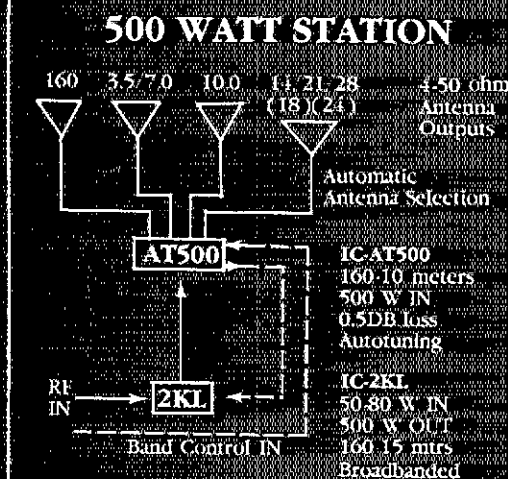 500 WATT STATION
160 3.5/7.0 10.0 14, 21, 28
(18)(24)
4-50 ohm
Antenna
Outputs
Automatic
Antenna Selection
AT500
IC-AT500
160-10 meters
500 W IN
0.5DB loss
Autotuning
RF
IN
2KL
IC-2KL
50-80 W IN
500 W OUT
160-15 mtrs
Broadbanded
Band Control IN